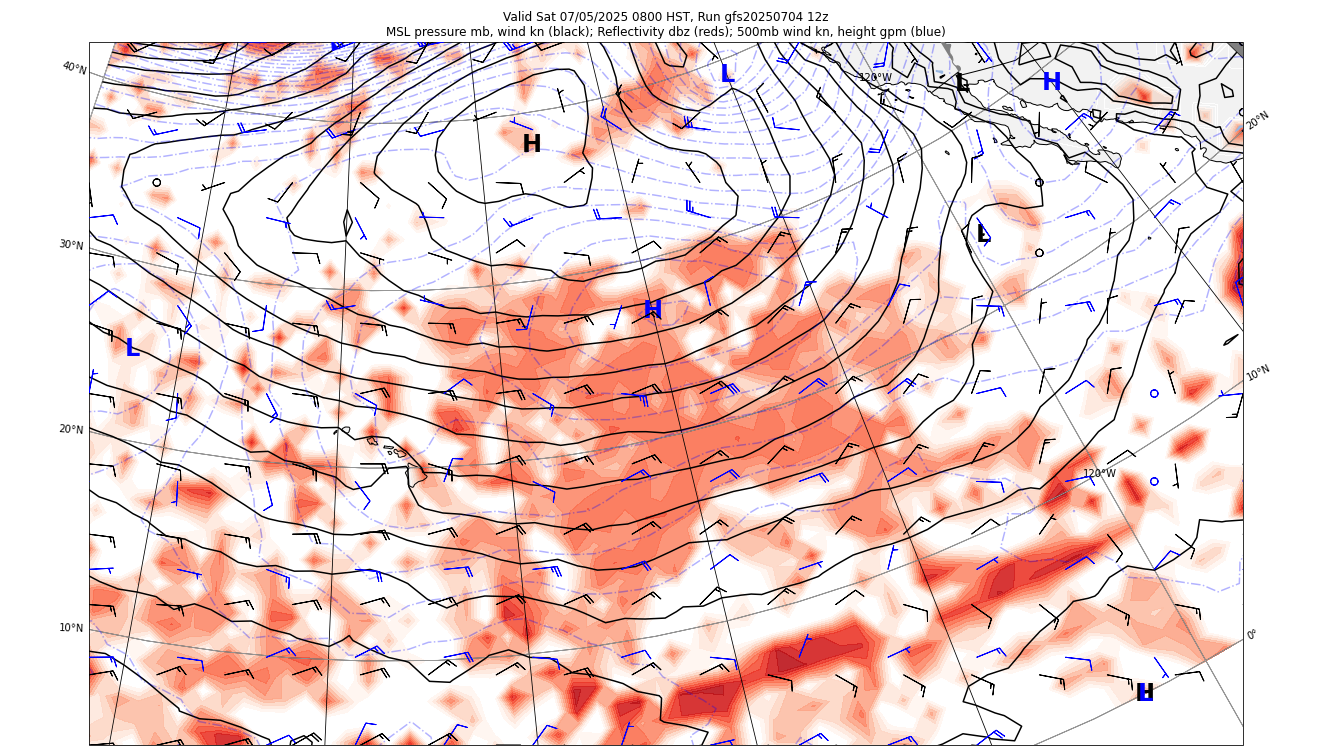 Valid Sat 07/05/2025 0800 HST, Run gfs20250704 12z
MSL pressure mb, wind kn (black); Reflectivity dbz (reds); 500mb wind kn, height gpm (blue)
40°N
L
120°W
L
H
20°N
H
30°N
L
H
L
10°N
20°N
120°W
10°N
0°
H
L